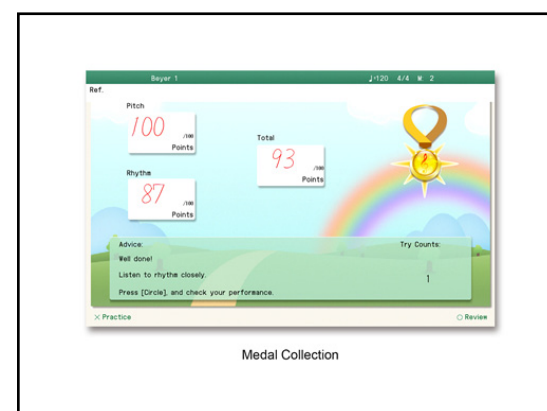 Beyer 1 ♩=120 4/4 M: 2
Ref.
Pitch
100 /100
Points
Total
93 /100
Points
Rhythm
87 /100
Points
Advice:
Well done!
Listen to rhythm closely.
Press [Circle], and check your performance.
Try Counts:
1
× Practice ○ Review
Medal Collection